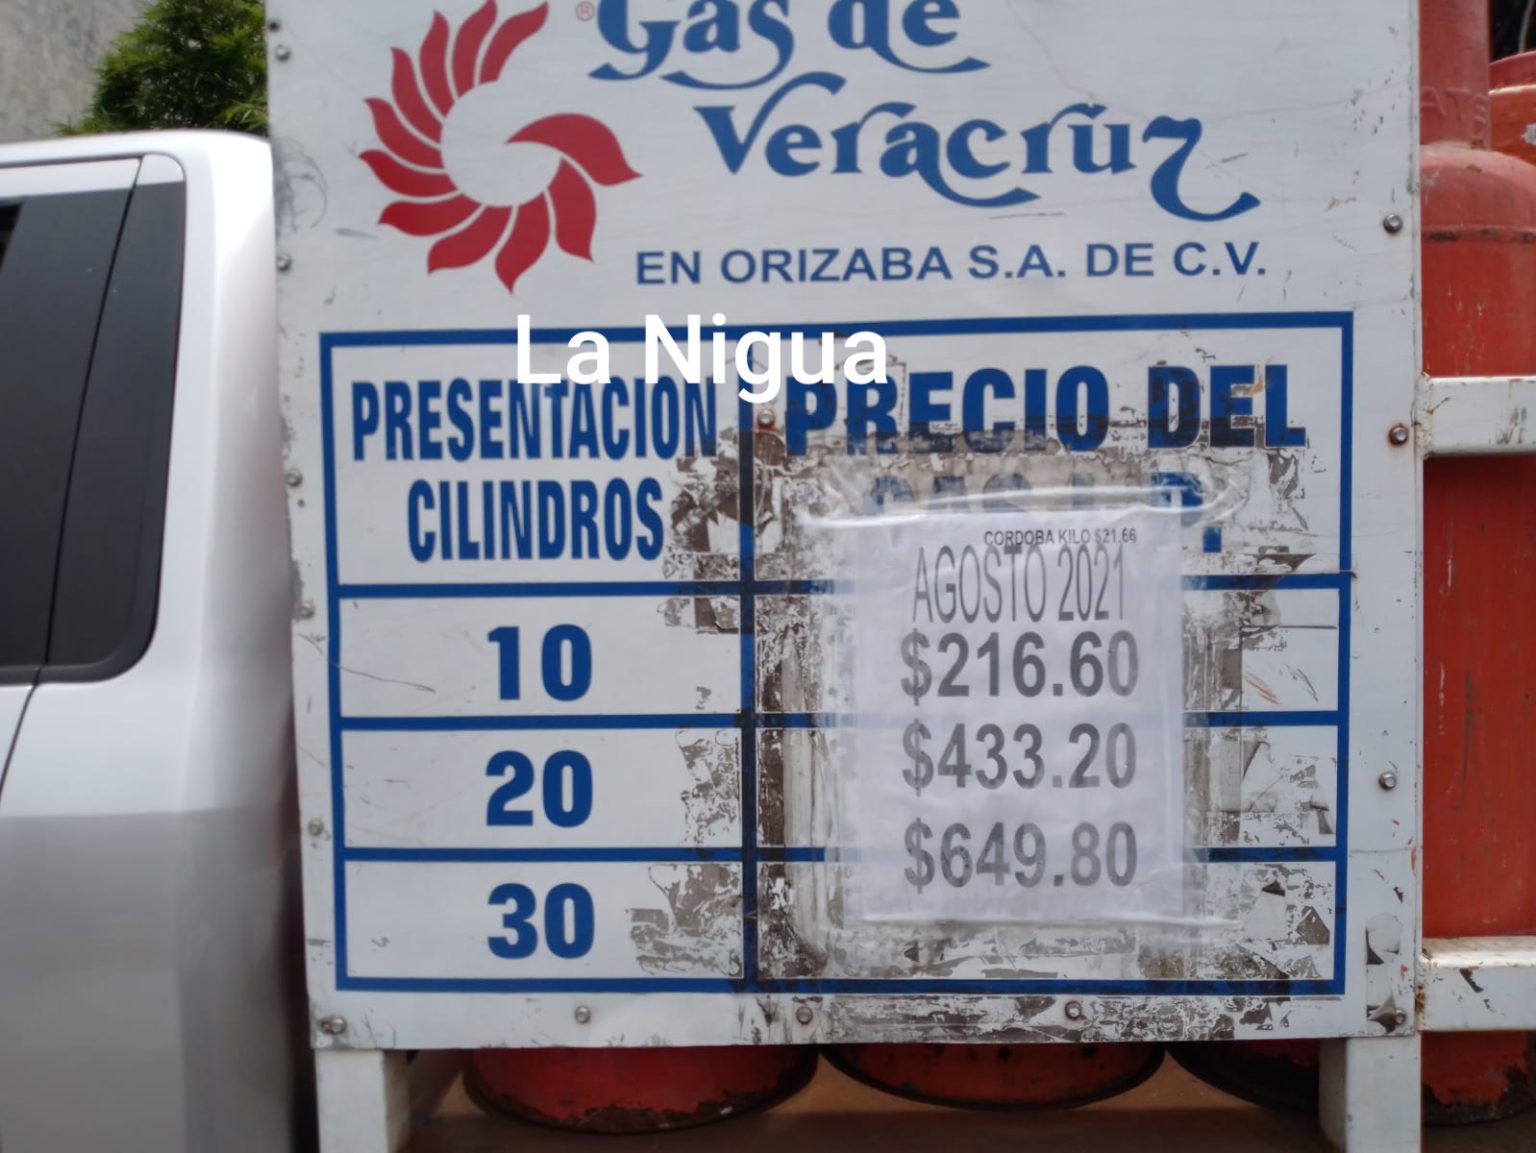 Gas de
Veracruz
EN ORIZABA S.A. DE C.V.
La Nigua
PRESENTACION
CILINDROS
PRECIO DEL
CORDOBA KILO $21.66
AGOSTO 2021
10
$216.60
20
$433.20
30
$649.80